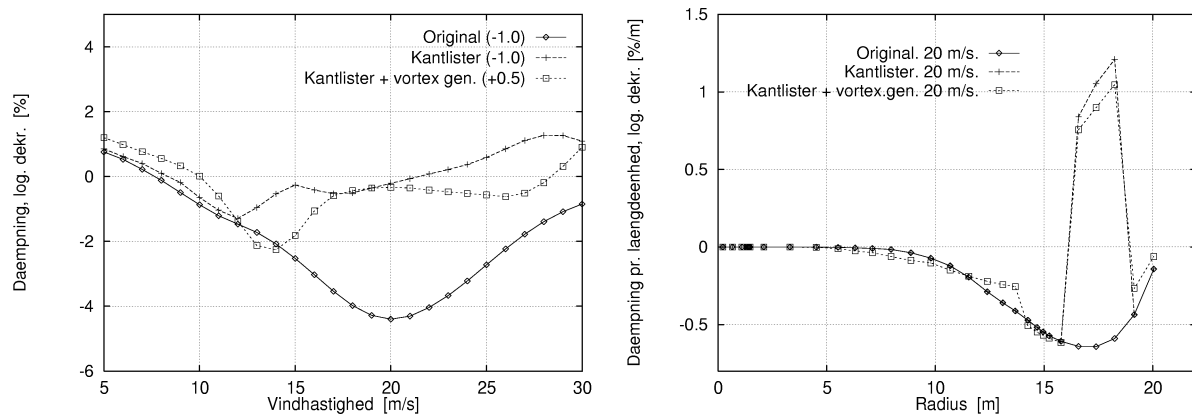 Original (-1.0)
Kantlister (-1.0)
Kantlister + vortex gen. (+0.5)
Daempning, log. dekr. [%]
4
2
0
-2
-4
-6
5
10
15
20
25
30
Vindhastighed [m/s]
Original. 20 m/s.
Kantlister. 20 m/s.
Kantlister + vortex.gen. 20 m/s.
Daempning pr. laengdeenhed, log. dekr. [%/m]
1.5
1
0.5
0
-0.5
0
5
10
15
20
Radius [m]